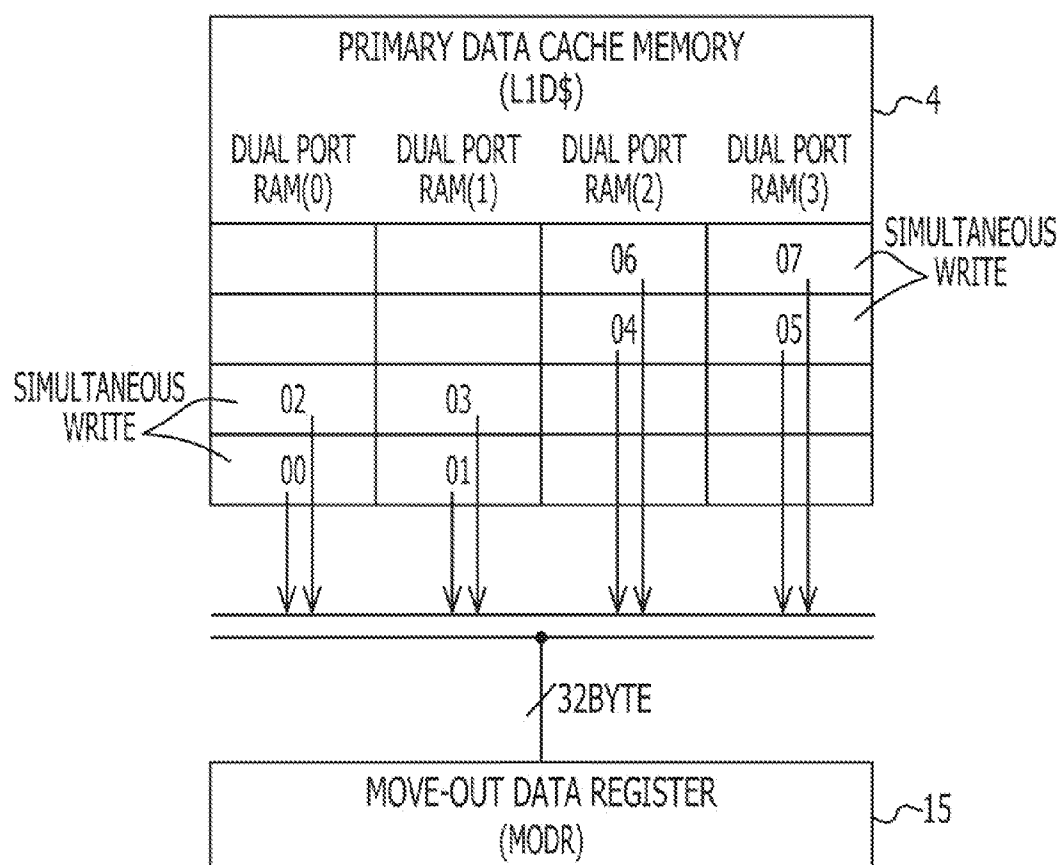 PRIMARY DATA CACHE MEMORY
(L1D$)
4
DUAL PORT DUAL PORT DUAL PORT DUAL PORT
RAM(0) RAM(1) RAM(2) RAM(3)
06 07
SIMULTANEOUS
WRITE
04 05
SIMULTANEOUS
WRITE
02 03
00 01
32BYTE
MOVE-OUT DATA REGISTER
(MODR)
15